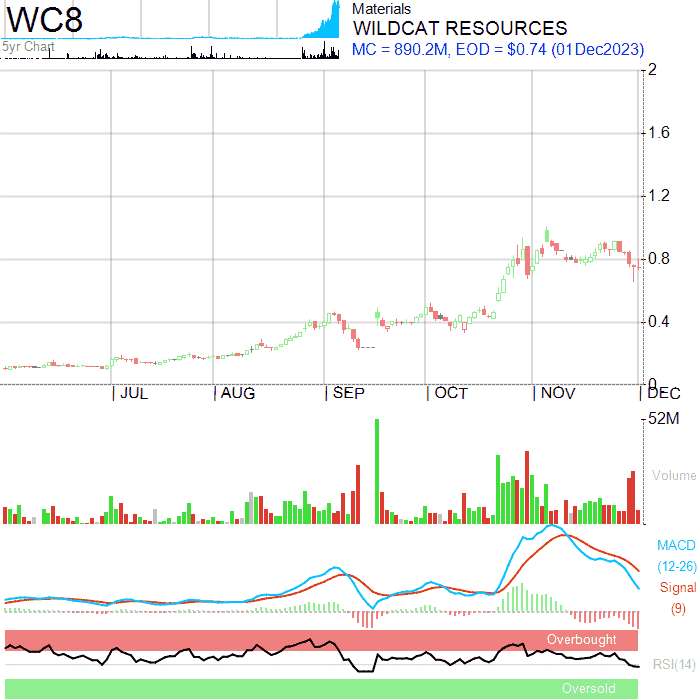 WC8
5yr Chart
Materials
WILDCAT RESOURCES
MC = 890.2M, EOD = $0.74 (01Dec2023)
2
1.6
1.2
0.8
0.4
0
JUL AUG SEP OCT NOV DEC
52M
Volume
MACD
(12-26)
Signal
(9)
Overbought
RSI(14)
Oversold